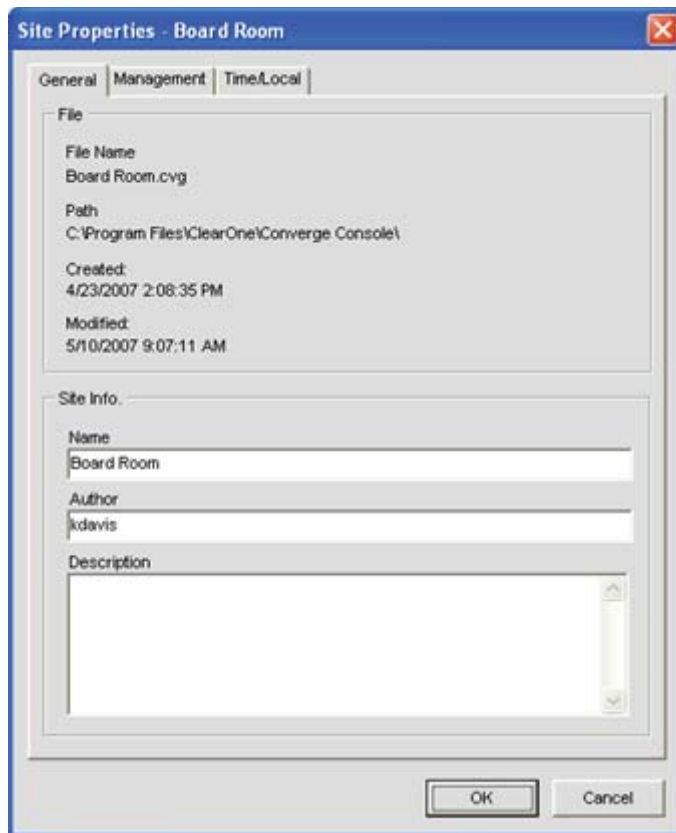 Site Properties - Board Room
General Management Time/Local
File
File Name
Board Room.cvg
Path
C:\Program Files\ClearOne\Converge Console\
Created:
4/23/2007 2:08:35 PM
Modified:
5/10/2007 9:07:11 AM
Site Info.
Name
Board Room
Author
kdavis
Description
OK Cancel